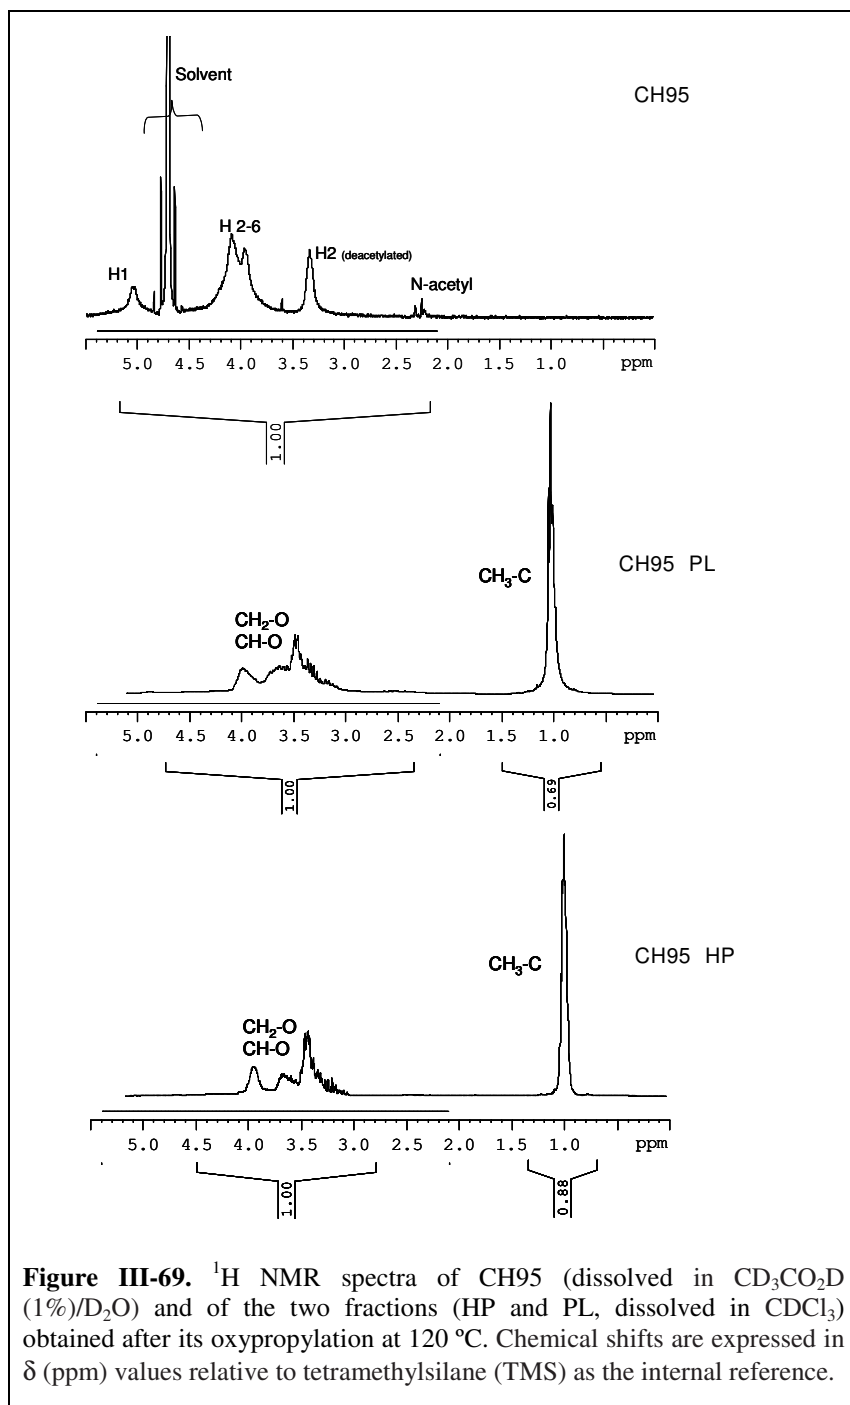 Solvent
CH95
H 2-6
H1
H2 (deacetylated)
N-acetyl
5.0 4.5 4.0 3.5 3.0 2.5 2.0 1.5 1.0 ppm
1.00
CH95 PL
CH₃-C
CH₂-O
CH-O
5.0 4.5 4.0 3.5 3.0 2.5 2.0 1.5 1.0 ppm
1.00 0.69
CH95 HP
CH₃-C
CH₂-O
CH-O
5.0 4.5 4.0 3.5 3.0 2.5 2.0 1.5 1.0 ppm
1.00 0.88
Figure III-69. ¹H NMR spectra of CH95 (dissolved in CD₃CO₂D
(1%)/D₂O) and of the two fractions (HP and PL, dissolved in CDCl₃)
obtained after its oxypropylation at 120 ºC. Chemical shifts are expressed in
δ (ppm) values relative to tetramethylsilane (TMS) as the internal reference.